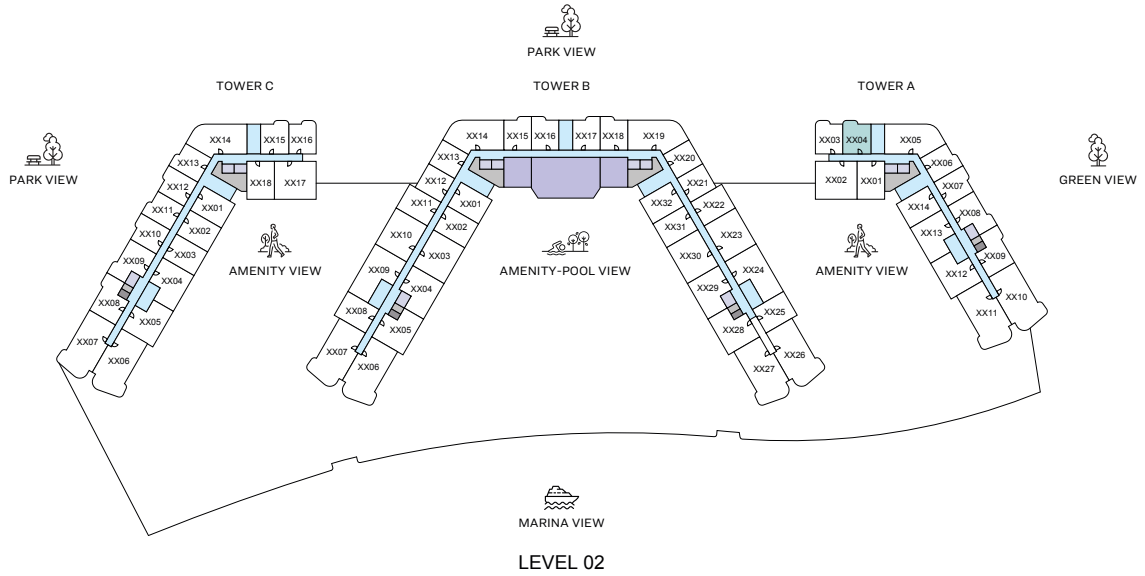 PARK VIEW
TOWER C
TOWER B
TOWER A
PARK VIEW
GREEN VIEW
XX14
XX15
XX16
XX13
XX12
XX11
XX10
XX09
XX08
XX07
XX06
XX05
XX04
XX03
XX02
XX01
XX18
XX17
XX14
XX15
XX16
XX17
XX18
XX19
XX13
XX12
XX11
XX10
XX09
XX08
XX07
XX06
XX05
XX04
XX03
XX02
XX01
XX20
XX21
XX22
XX23
XX24
XX25
XX26
XX27
XX28
XX29
XX30
XX31
XX32
XX03
XX04
XX05
XX02
XX01
XX06
XX07
XX08
XX09
XX10
XX11
XX12
XX13
XX14
AMENITY VIEW
AMENITY-POOL VIEW
AMENITY VIEW
MARINA VIEW
LEVEL 02